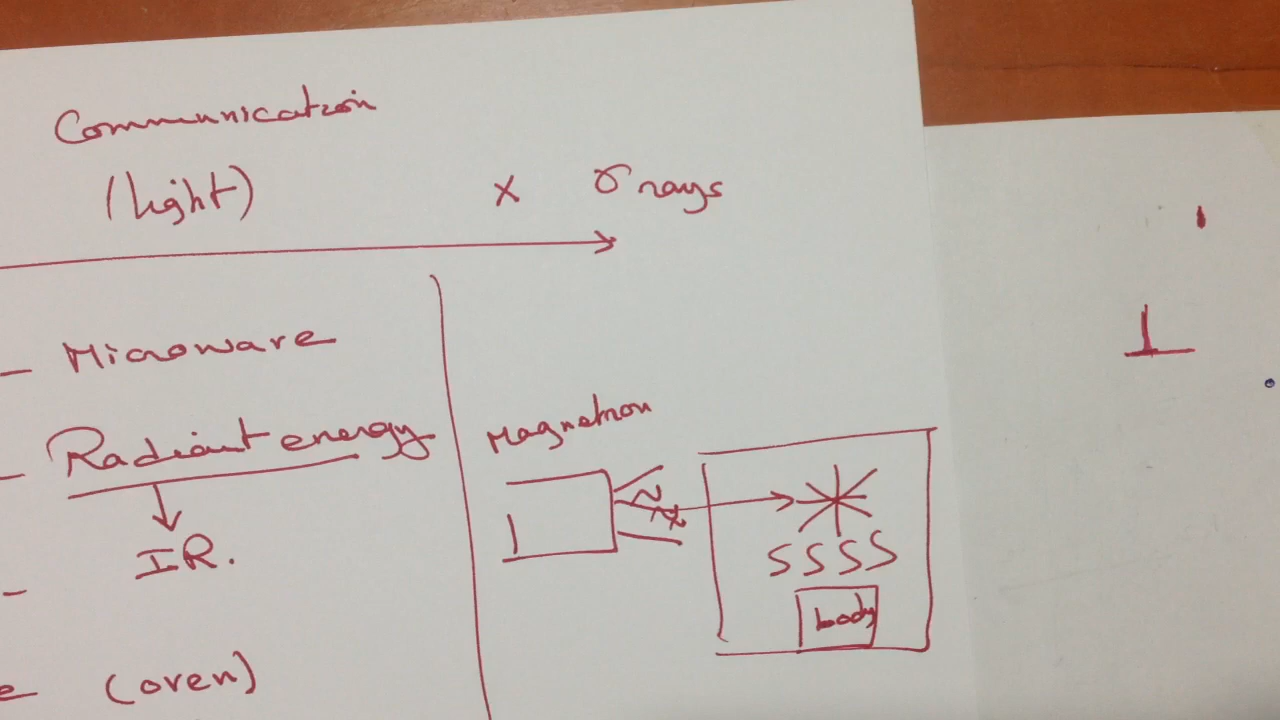 Communication
(light) x γ rays
- Microware
- Radiant energy
IR.
Magnetron
SSSS
body
(oven)